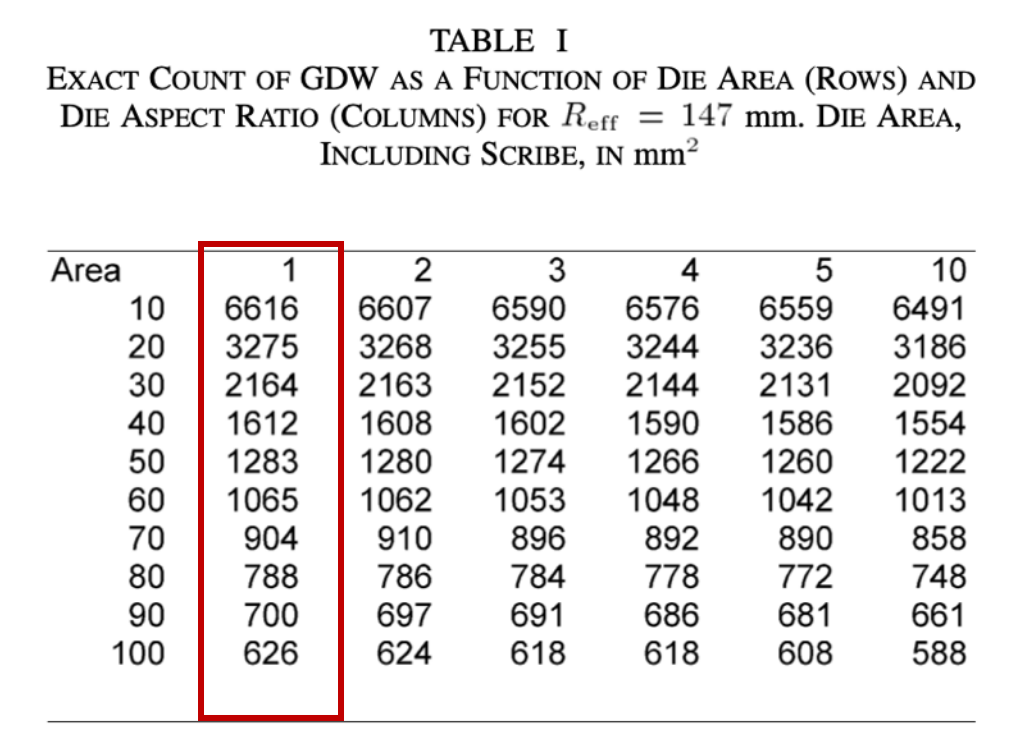 TABLE I
EXACT COUNT OF GDW AS A FUNCTION OF DIE AREA (ROWS) AND
DIE ASPECT RATIO (COLUMNS) FOR R_eff = 147 mm. DIE AREA,
INCLUDING SCRIBE, IN mm²
Area 1 2 3 4 5 10
10 6616 6607 6590 6576 6559 6491
20 3275 3268 3255 3244 3236 3186
30 2164 2163 2152 2144 2131 2092
40 1612 1608 1602 1590 1586 1554
50 1283 1280 1274 1266 1260 1222
60 1065 1062 1053 1048 1042 1013
70 904 910 896 892 890 858
80 788 786 784 778 772 748
90 700 697 691 686 681 661
100 626 624 618 618 608 588